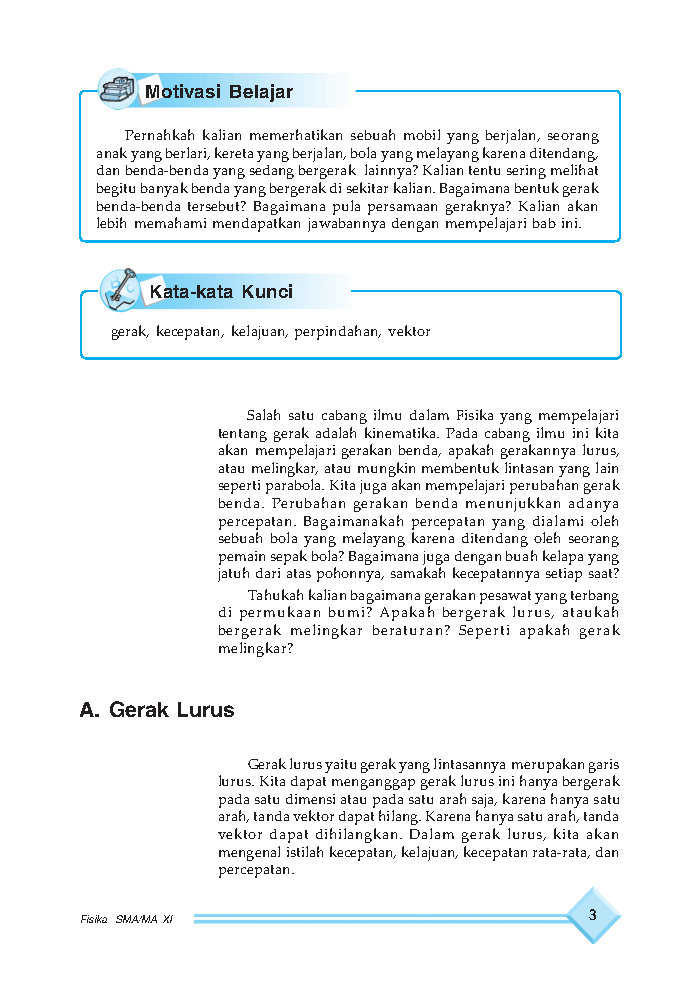 Motivasi Belajar
Pernahkah kalian memerhatikan sebuah mobil yang berjalan, seorang
anak yang berlari, kereta yang berjalan, bola yang melayang karena ditendang,
dan benda-benda yang sedang bergerak lainnya? Kalian tentu sering melihat
begitu banyak benda yang bergerak di sekitar kalian. Bagaimana bentuk gerak
benda-benda tersebut? Bagaimana pula persamaan geraknya? Kalian akan
lebih memahami mendapatkan jawabannya dengan mempelajari bab ini.
Kata-kata Kunci
gerak, kecepatan, kelajuan, perpindahan, vektor
Salah satu cabang ilmu dalam Fisika yang mempelajari
tentang gerak adalah kinematika. Pada cabang ilmu ini kita
akan mempelajari gerakan benda, apakah gerakannya lurus,
atau melingkar, atau mungkin membentuk lintasan yang lain
seperti parabola. Kita juga akan mempelajari perubahan gerak
benda. Perubahan gerakan benda menunjukkan adanya
percepatan. Bagaimanakah percepatan yang dialami oleh
sebuah bola yang melayang karena ditendang oleh seorang
pemain sepak bola? Bagaimana juga dengan buah kelapa yang
jatuh dari atas pohonnya, samakah kecepatannya setiap saat?
Tahukah kalian bagaimana gerakan pesawat yang terbang
di permukaan bumi? Apakah bergerak lurus, ataukah
bergerak melingkar beraturan? Seperti apakah gerak
melingkar?
A. Gerak Lurus
Gerak lurus yaitu gerak yang lintasannya merupakan garis
lurus. Kita dapat menganggap gerak lurus ini hanya bergerak
pada satu dimensi atau pada satu arah saja, karena hanya satu
arah, tanda vektor dapat hilang. Karena hanya satu arah, tanda
vektor dapat dihilangkan. Dalam gerak lurus, kita akan
mengenal istilah kecepatan, kelajuan, kecepatan rata-rata, dan
percepatan.
Fisika SMA/MA XI
3